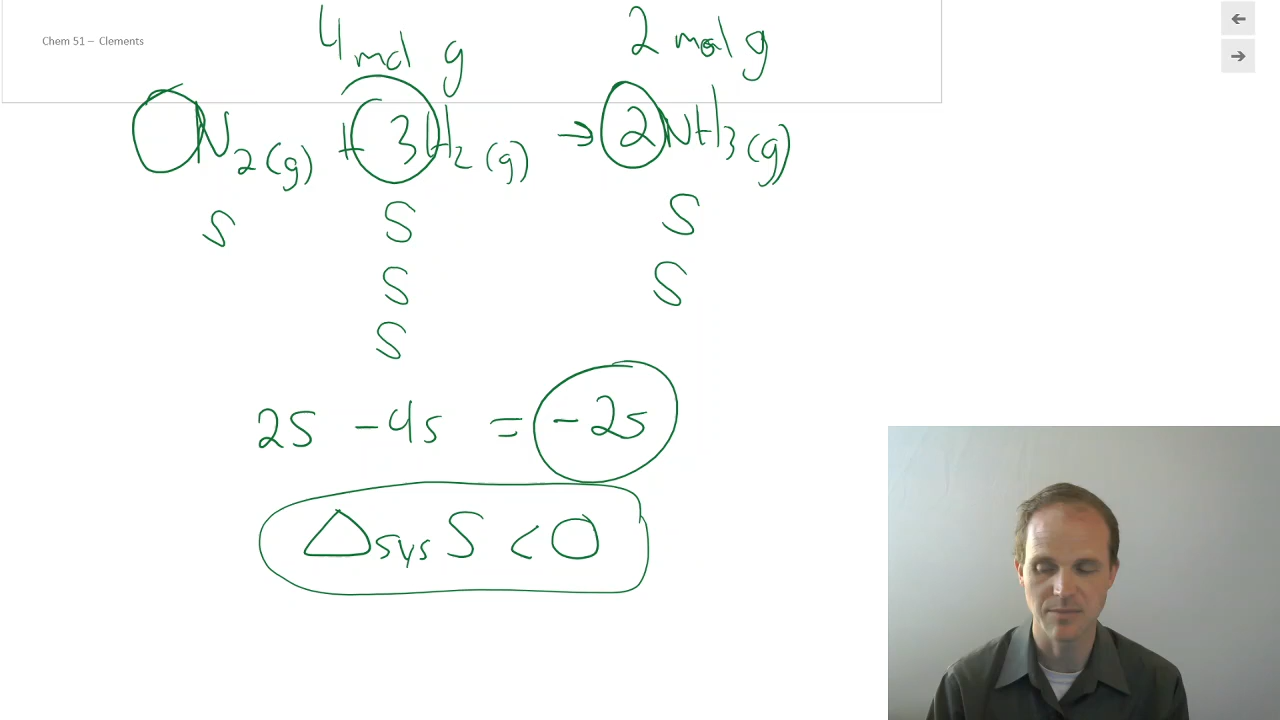 Chem 51 – Clements
4 mol g 2 mol g
N2(g) + 3H2(g) → 2NH3(g)
S S S
S S
S
2S - 4S = -2S
ΔsysS < 0